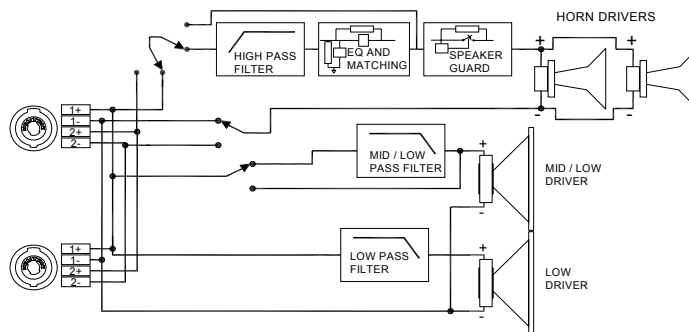 HORN DRIVERS
HIGH PASS
FILTER
EQ AND
MATCHING
SPEAKER
GUARD
+
+
-
-
1+
1-
2+
2-
MID / LOW
PASS FILTER
+
-
MID / LOW
DRIVER
1+
1-
2+
2-
LOW PASS
FILTER
+
-
LOW
DRIVER